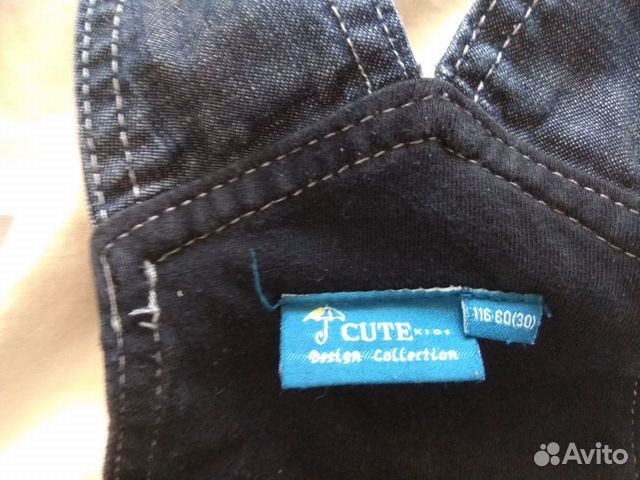 CUTE KIDS
Design Collection
116·60(30)
Avito